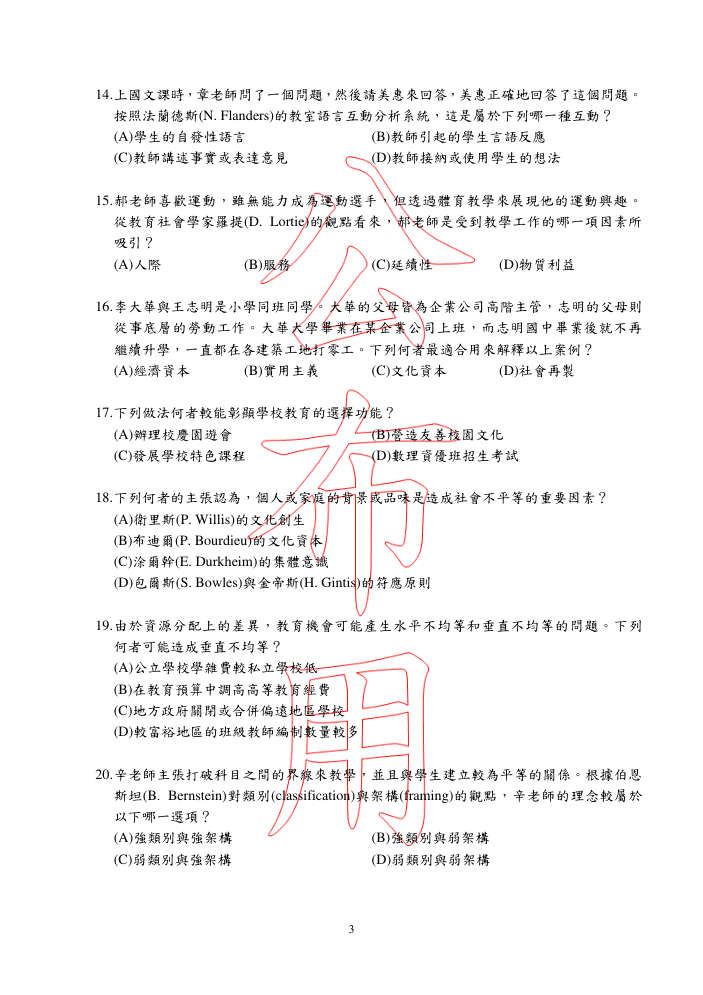 14.上國文課時，章老師問了一個問題，然後請美惠來回答，美惠正確地回答了這個問題。
按照法蘭德斯(N. Flanders)的教室語言互動分析系統，這是屬於下列哪一種互動？
(A)學生的自發性語言 (B)教師引起的學生言語反應
(C)教師講述事實或表達意見 (D)教師接納或使用學生的想法
15.郝老師喜歡運動，雖無能力成為運動選手，但透過體育教學來展現他的運動興趣。
從教育社會學家羅提(D. Lortie)的觀點看來，郝老師是受到教學工作的哪一項因素所
吸引？
(A)人際 (B)服務 (C)延續性 (D)物質利益
16.李大華與王志明是小學同班同學。大華的父母皆為企業公司高階主管，志明的父母則
從事底層的勞動工作。大華大學畢業在某企業公司上班，而志明國中畢業後就不再
繼續升學，一直都在各建築工地打零工。下列何者最適合用來解釋以上案例？
(A)經濟資本 (B)實用主義 (C)文化資本 (D)社會再製
17.下列做法何者較能彰顯學校教育的選擇功能？
(A)辦理校慶園遊會 (B)營造友善校園文化
(C)發展學校特色課程 (D)數理資優班招生考試
18.下列何者的主張認為，個人或家庭的背景或品味是造成社會不平等的重要因素？
(A)衛里斯(P. Willis)的文化創生
(B)布迪爾(P. Bourdieu)的文化資本
(C)涂爾幹(E. Durkheim)的集體意識
(D)包爾斯(S. Bowles)與金帝斯(H. Gintis)的符應原則
19.由於資源分配上的差異，教育機會可能產生水平不均等和垂直不均等的問題。下列
何者可能造成垂直不均等？
(A)公立學校學雜費較私立學校低
(B)在教育預算中調高高等教育經費
(C)地方政府關閉或合併偏遠地區學校
(D)較富裕地區的班級教師編制數量較多
20.辛老師主張打破科目之間的界線來教學，並且與學生建立較為平等的關係。根據伯恩
斯坦(B. Bernstein)對類別(classification)與架構(framing)的觀點，辛老師的理念較屬於
以下哪一選項？
(A)強類別與強架構 (B)強類別與弱架構
(C)弱類別與強架構 (D)弱類別與弱架構
公布用
3